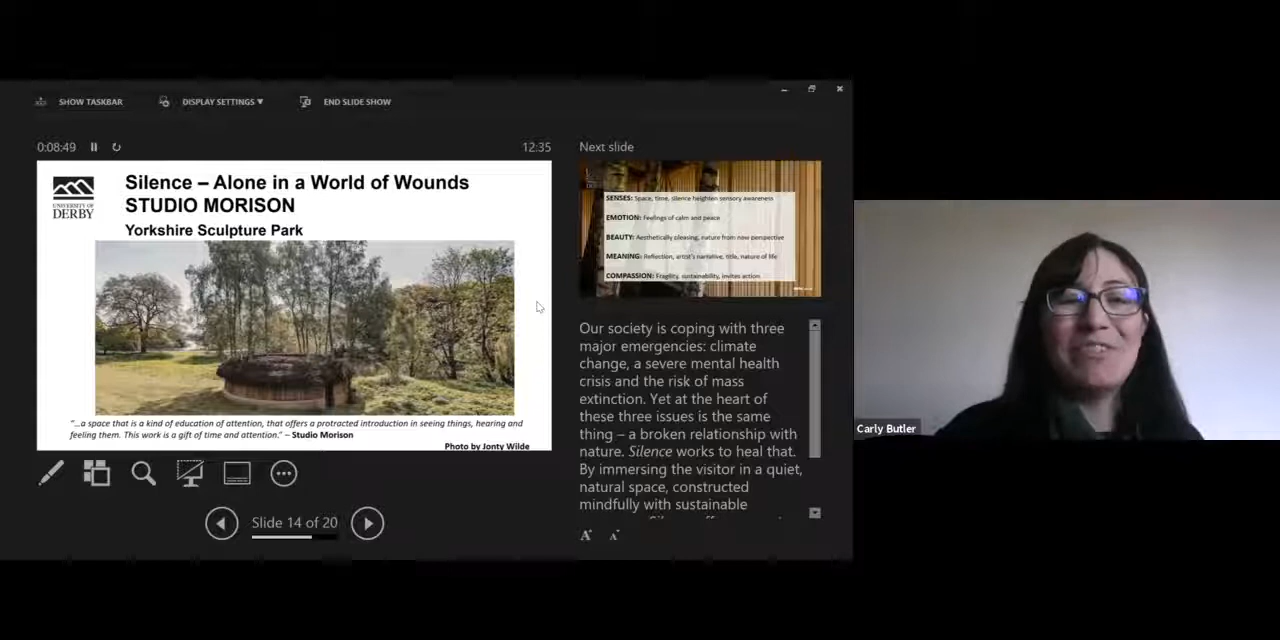 SHOW TASKBAR
DISPLAY SETTINGS ▼
END SLIDE SHOW
0:08:49
12:35
UNIVERSITY OF
DERBY
Silence – Alone in a World of Wounds
STUDIO MORISON
Yorkshire Sculpture Park
"...a space that is a kind of education of attention, that offers a protracted introduction in seeing things, hearing and
feeling them. This work is a gift of time and attention." – Studio Morison
Photo by Jonty Wilde
Slide 14 of 20
Next slide
SENSES: Space, time, silence heighten sensory awareness
EMOTION: Feelings of calm and peace
BEAUTY: Aesthetically pleasing, nature from new perspective
MEANING: Reflection, artist's narrative, title, nature of life
COMPASSION: Fragility, sustainability, invites action
Our society is coping with three
major emergencies: climate
change, a severe mental health
crisis and the risk of mass
extinction. Yet at the heart of
these three issues is the same
thing – a broken relationship with
nature. Silence works to heal that.
By immersing the visitor in a quiet,
natural space, constructed
mindfully with sustainable
A A
Carly Butler